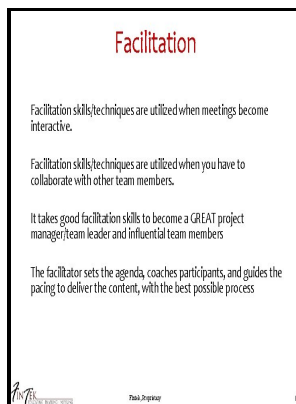 Facilitation
Facilitation skills/techniques are utilized when meetings become
interactive.
Facilitation skills/techniques are utilized when you have to
collaborate with other team members.
It takes good facilitation skills to become a GREAT project
manager/team leader and influential team members
The facilitator sets the agenda, coaches participants, and guides the
pacing to deliver the content, with the best possible process
FINTEK
Fintek Proprietary